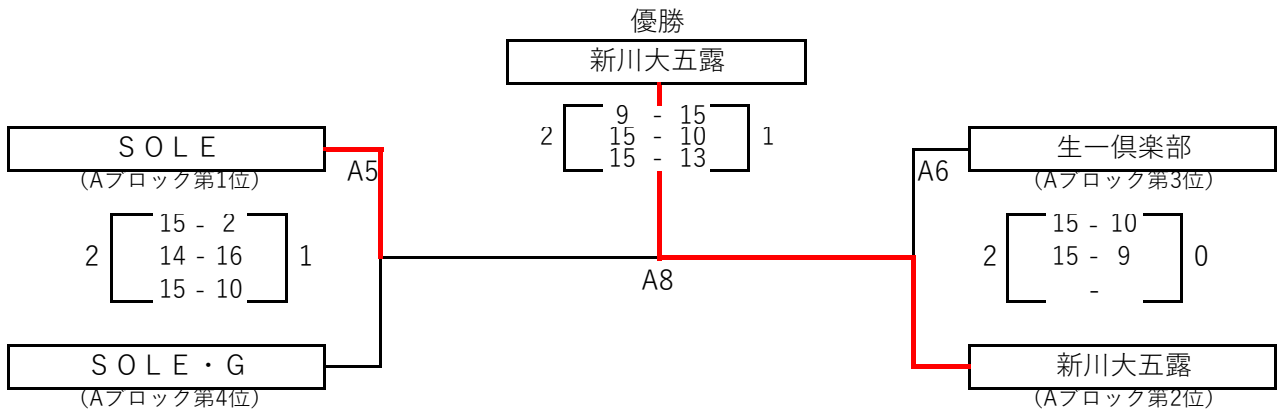 優勝
新川大五露
2
9 - 15
15 - 10
15 - 13
1
ＳＯＬＥ
(Aブロック第1位)
A5
2
15 - 2
14 - 16
15 - 10
1
ＳＯＬＥ・Ｇ
(Aブロック第4位)
A8
生一倶楽部
(Aブロック第3位)
A6
2
15 - 10
15 - 9
-
0
新川大五露
(Aブロック第2位)